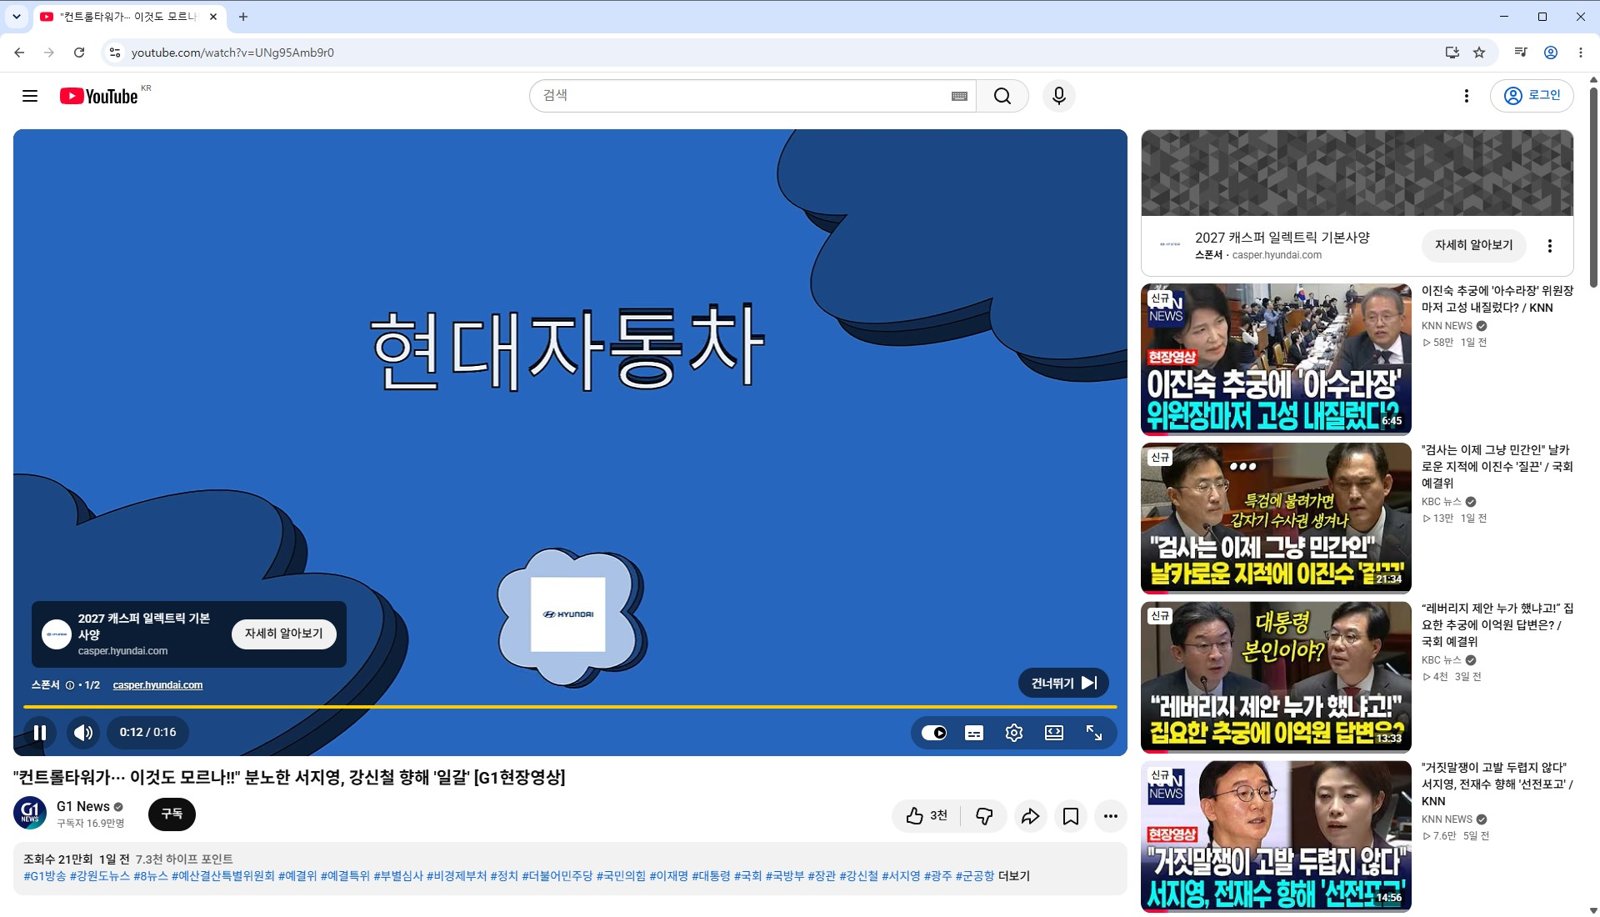 "컨트롤타워가··· 이것도 모르나
youtube.com/watch?v=UNg95Amb9r0
YouTube KR
검색
로그인
현대자동차
HYUNDAI
2027 캐스퍼 일렉트릭 기본
사양
casper.hyundai.com
자세히 알아보기
스폰서 • 1/2 casper.hyundai.com
건너뛰기
0:12 / 0:16
"컨트롤타워가··· 이것도 모르나!!" 분노한 서지영, 강신철 향해 '일갈' [G1현장영상]
G1 NEWS
G1 News
구독자 16.9만명
구독
3천
조회수 21만회 1일 전 7.3천 하이프 포인트
#G1방송 #강원도뉴스 #8뉴스 #예산결산특별위원회 #예결위 #예결특위 #부별심사 #비경제부처 #정치 #더불어민주당 #국민의힘 #이재명 #대통령 #국회 #국방부 #장관 #강신철 #서지영 #광주 #군공항 더보기
2027 캐스퍼 일렉트릭 기본사양
스폰서 · casper.hyundai.com
자세히 알아보기
신규
KNN NEWS
현장영상
이진숙 추궁에 '아수라장'
위원장마저 고성 내질렀다?
6:45
이진숙 추궁에 '아수라장' 위원장
마저 고성 내질렀다? / KNN
KNN NEWS
58만 1일 전
신규
특검에 불려가면
갑자기 수사권 생겨나
"검사는 이제 그냥 민간인"
날카로운 지적에 이진수 '질끈'
21:34
"검사는 이제 그냥 민간인" 날카
로운 지적에 이진수 '질끈' / 국회
예결위
KBC 뉴스
13만 1일 전
신규
대통령
본인이야?
"레버리지 제안 누가 했냐고!"
집요한 추궁에 이억원 답변은?
13:33
"레버리지 제안 누가 했냐고!" 집
요한 추궁에 이억원 답변은? /
국회 예결위
KBC 뉴스
4천 3일 전
신규
KNN NEWS
현장영상
"거짓말쟁이 고발 두렵지 않다"
서지영, 전재수 향해 '선전포고'
14:56
"거짓말쟁이 고발 두렵지 않다"
서지영, 전재수 향해 '선전포고' /
KNN
KNN NEWS
7.6만 5일 전